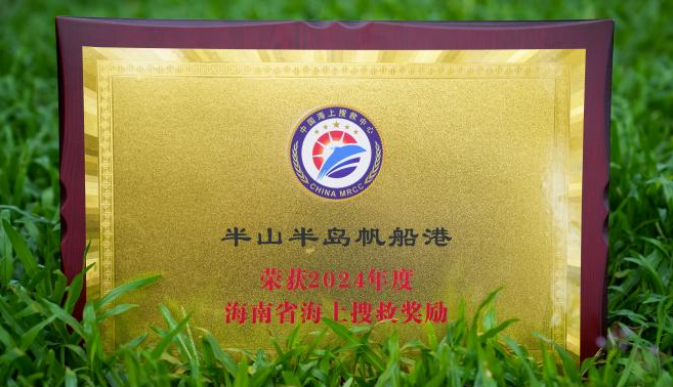 中国海上搜救中心
CHINA MRCC
半山半岛帆船港
荣获2024年度
海南省海上搜救奖励